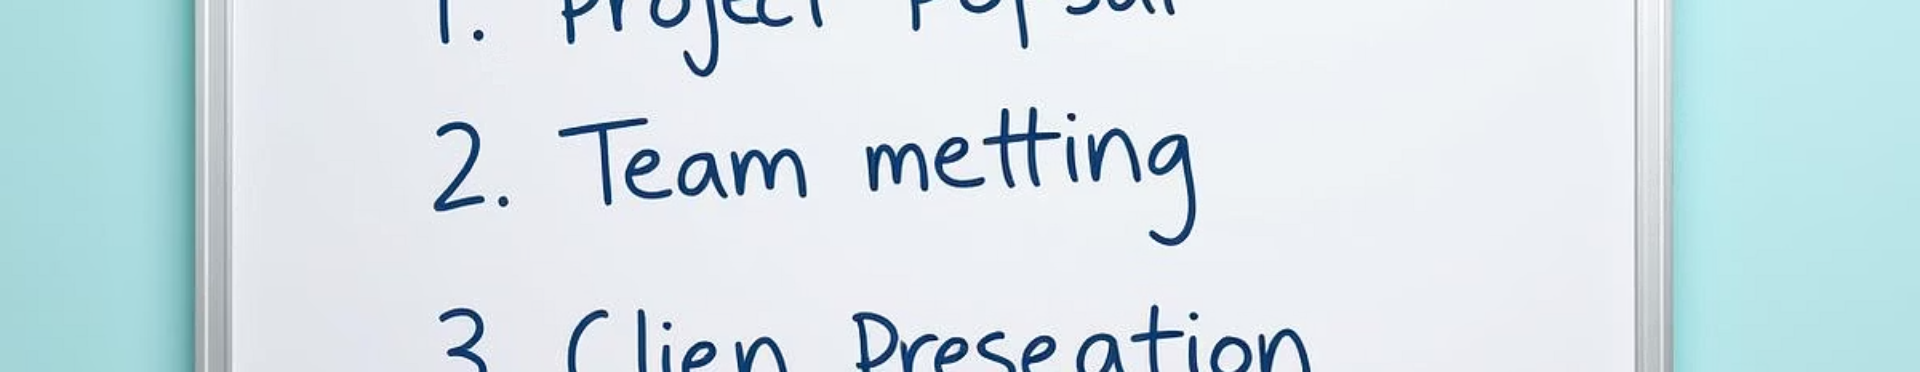 1. Project
2. Team metting
3 Clien Preseation